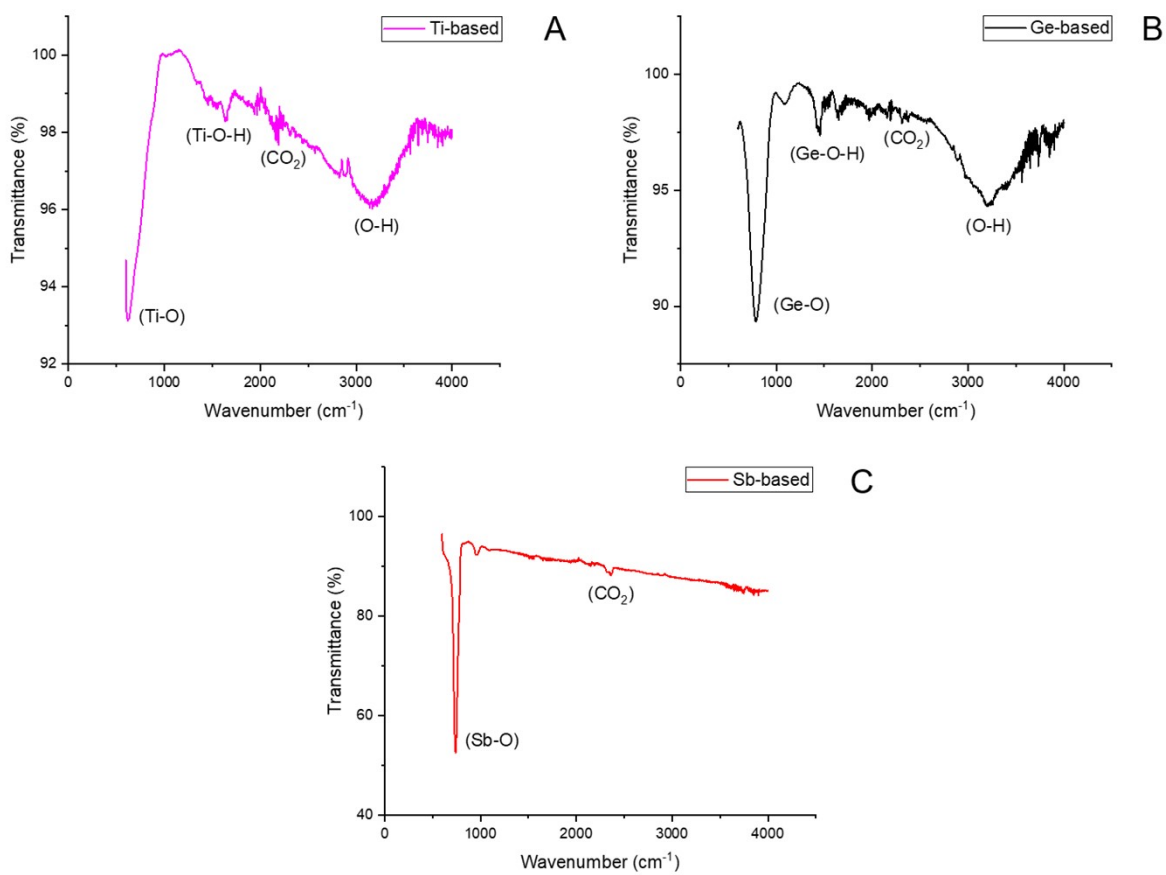 Ti-based
A
100
98
96
94
92
Transmittance (%)
(Ti-O-H)
(CO₂)
(O-H)
(Ti-O)
0
1000
2000
3000
4000
Wavenumber (cm⁻¹)
Ge-based
B
100
95
90
Transmittance (%)
(Ge-O-H)
(CO₂)
(O-H)
(Ge-O)
0
1000
2000
3000
4000
Wavenumber (cm⁻¹)
Sb-based
C
100
80
60
40
Transmittance (%)
(CO₂)
(Sb-O)
0
1000
2000
3000
4000
Wavenumber (cm⁻¹)